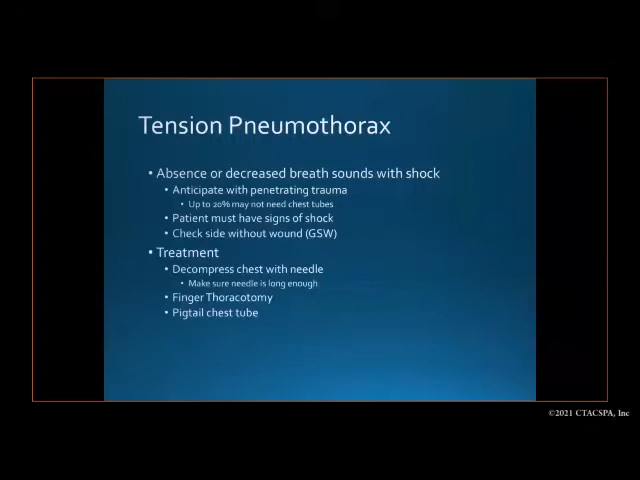 Tension Pneumothorax
• Absence or decreased breath sounds with shock
• Anticipate with penetrating trauma
• Up to 20% may not need chest tubes
• Patient must have signs of shock
• Check side without wound (GSW)
• Treatment
• Decompress chest with needle
• Make sure needle is long enough
• Finger Thoracotomy
• Pigtail chest tube
©2021 CTACSPA, Inc